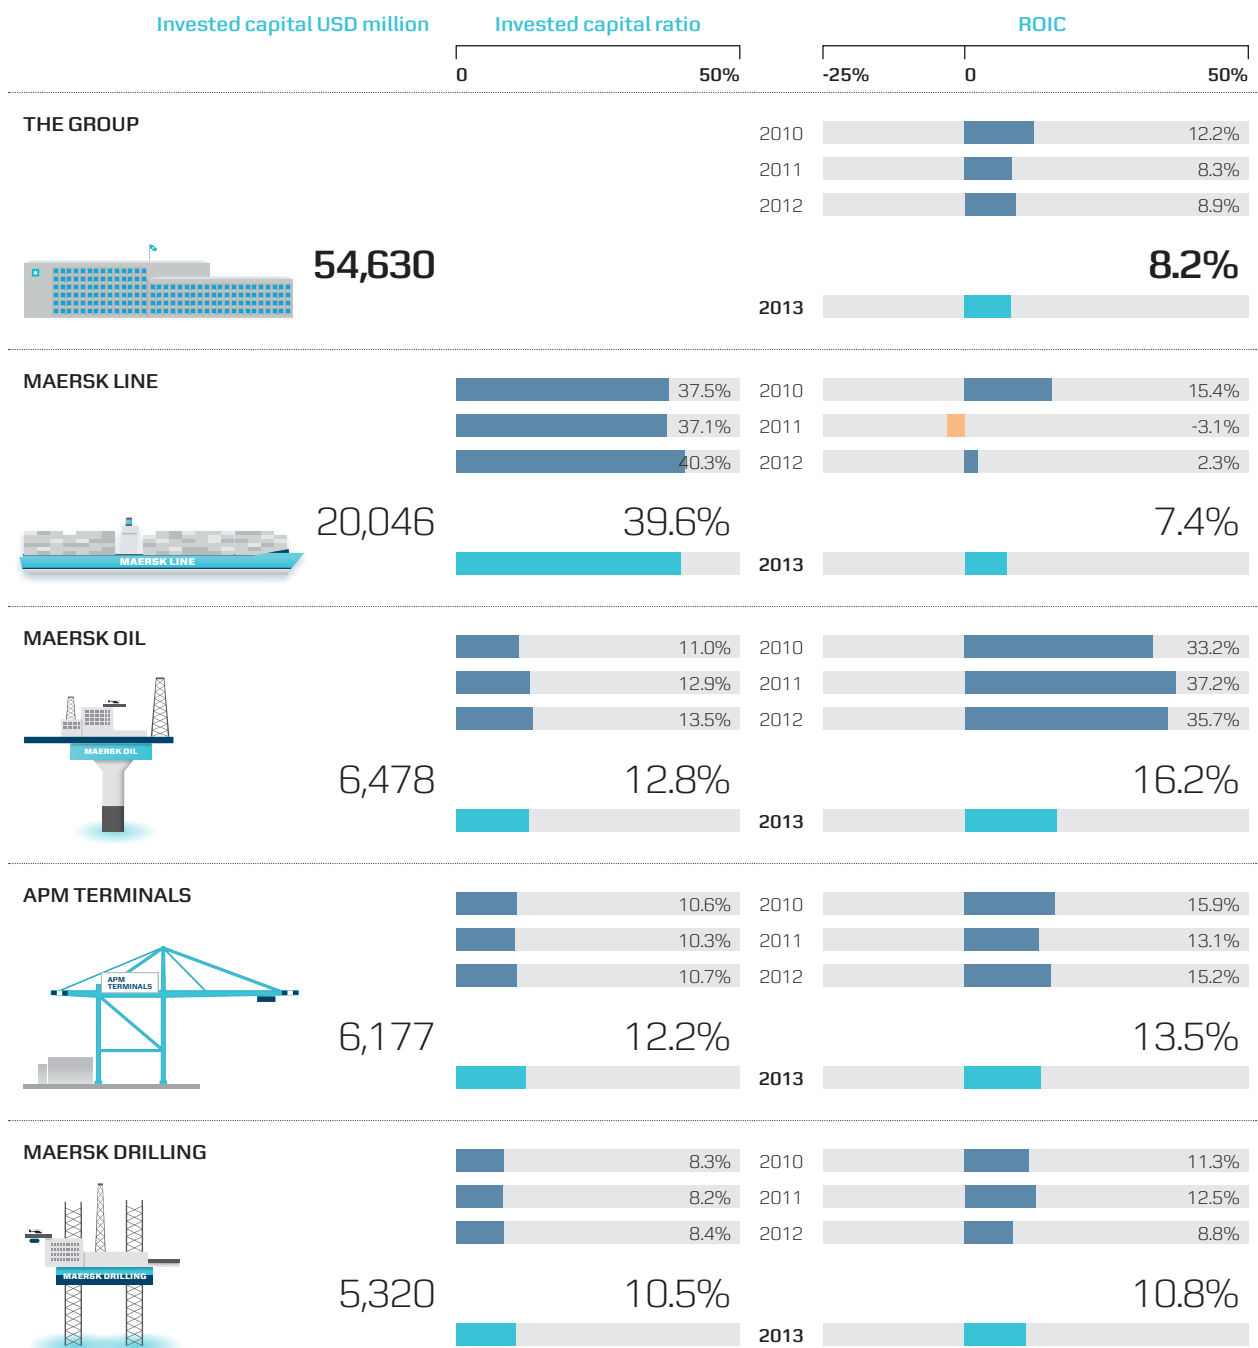 Invested capital USD million Invested capital ratio ROIC
0 50% -25% 0 50%
THE GROUP
2010 12.2%
2011 8.3%
2012 8.9%
54,630 8.2%
2013
MAERSK LINE
37.5% 2010 15.4%
37.1% 2011 -3.1%
40.3% 2012 2.3%
20,046 39.6% 7.4%
MAERSK LINE
2013
MAERSK OIL
11.0% 2010 33.2%
12.9% 2011 37.2%
13.5% 2012 35.7%
MAERSK OIL
6,478 12.8% 16.2%
2013
APM TERMINALS
10.6% 2010 15.9%
10.3% 2011 13.1%
10.7% 2012 15.2%
APM
TERMINALS
6,177 12.2% 13.5%
2013
MAERSK DRILLING
8.3% 2010 11.3%
8.2% 2011 12.5%
8.4% 2012 8.8%
MAERSK DRILLING
5,320 10.5% 10.8%
2013